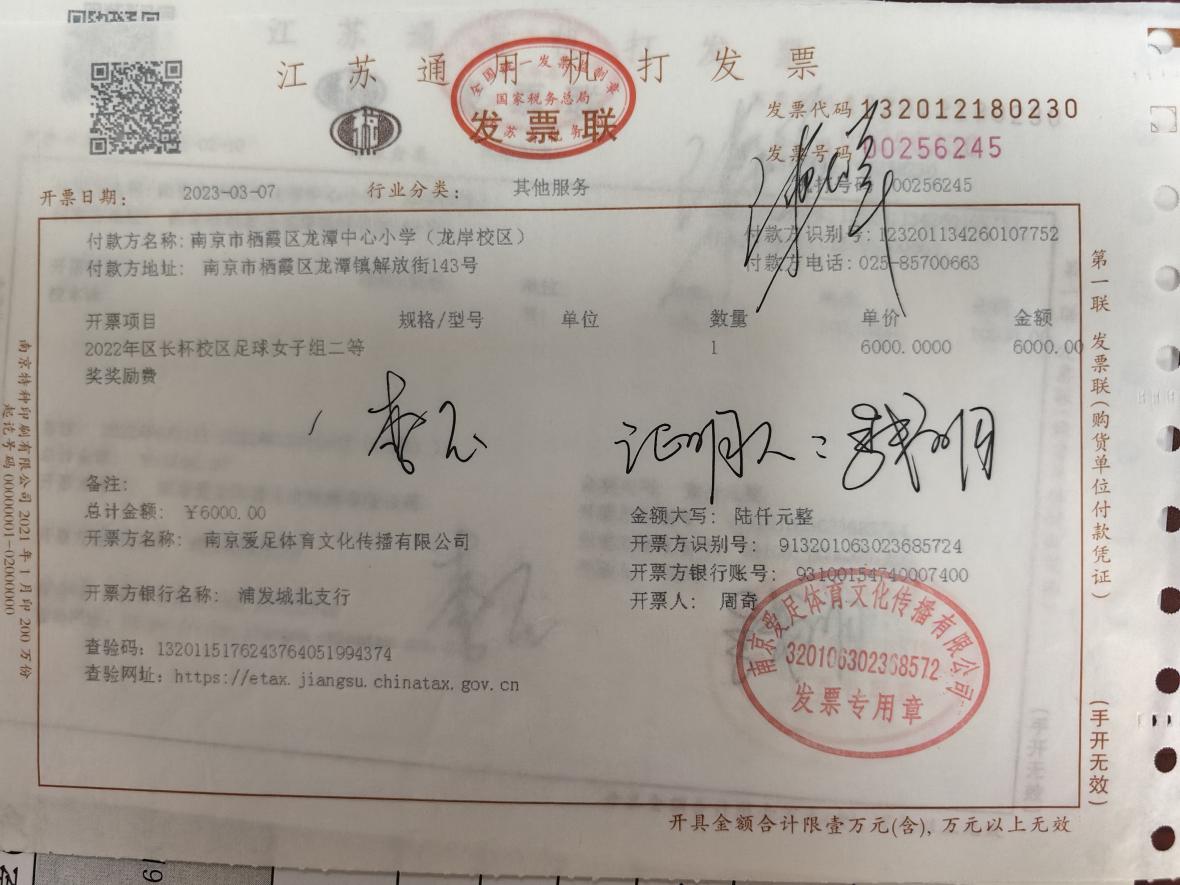 江苏通用机打发票
全国统一发票监制章
国家税务总局
发票联
发票代码 132012180230
发票号码 00256245
开票日期: 2023-03-07 行业分类: 其他服务 00256245
付款方名称:南京市栖霞区龙潭中心小学（龙岸校区） 付款方识别号:123201134260107752
付款方地址: 南京市栖霞区龙潭镇解放街143号 付款方电话:025-85700663
开票项目 规格/型号 单位 数量 单价 金额
2022年区长杯校区足球女子组二等 1 6000.0000 6000.00
奖奖励费
证明人:
备注:
总计金额: ￥6000.00 金额大写: 陆仟元整
开票方名称: 南京爱足体育文化传播有限公司 开票方识别号: 913201063023685724
开票方银行账号: 93100154740007400
开票方银行名称: 浦发城北支行 开票人: 周奇
查验码: 13201151762437640519943​74
查验网址: https://etax.jiangsu.chinatax.gov.cn
南京爱足体育文化传播有限公司
320106302368572
发票专用章
第一联 发票联(购货单位付款凭证)
(手开无效)
南京特种印刷有限公司 2021 年 1 月印 200 万份
起讫号码 00000001-02000000
开具金额合计限壹万元(含),万元以上无效